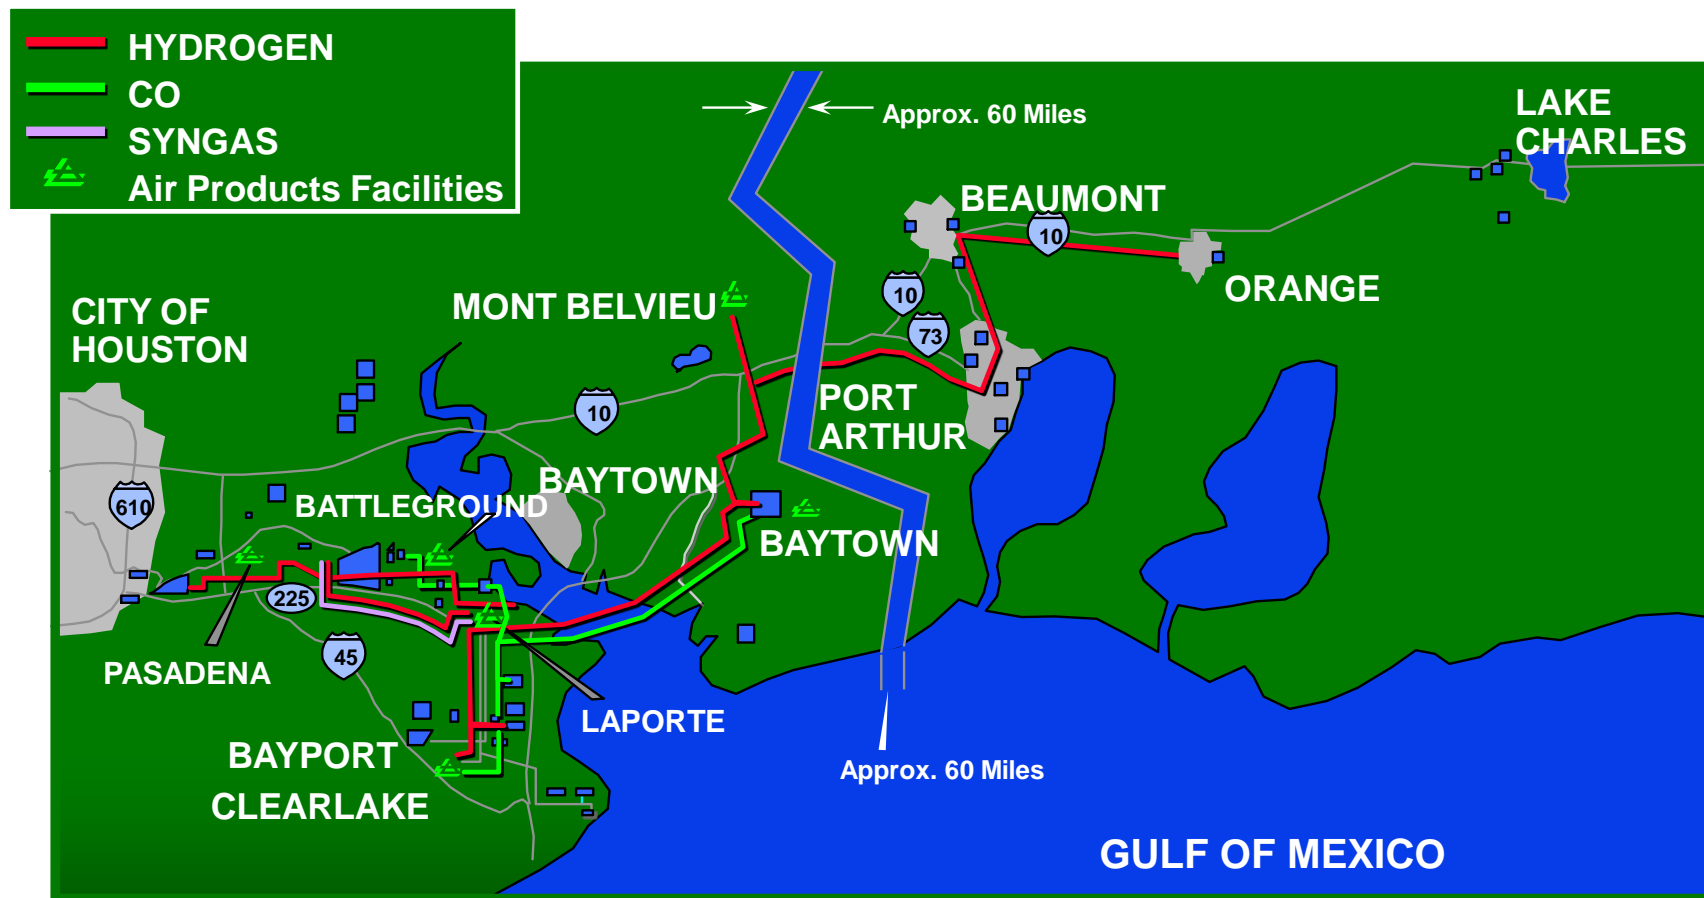 HYDROGEN
CO
SYNGAS
Air Products Facilities
Approx. 60 Miles
LAKE
CHARLES
BEAUMONT
10
ORANGE
10
MONT BELVIEU
73
CITY OF
HOUSTON
10
PORT
ARTHUR
BAYTOWN
610
BATTLEGROUND
BAYTOWN
225
45
PASADENA
LAPORTE
BAYPORT
Approx. 60 Miles
CLEARLAKE
GULF OF MEXICO